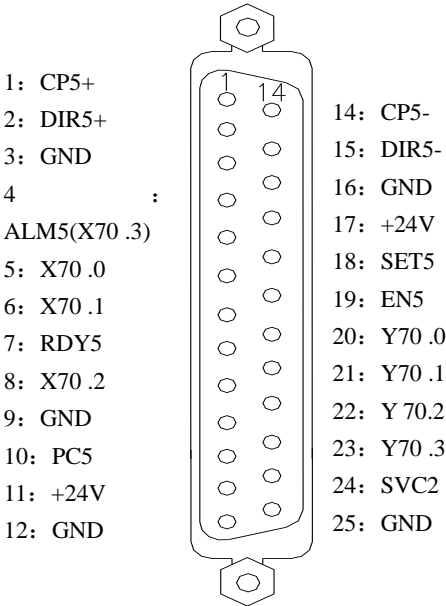 1：CP5+
2：DIR5+
3：GND
4 ：
ALM5(X70 .3)
5：X70 .0
6：X70 .1
7：RDY5
8：X70 .2
9：GND
10：PC5
11：+24V
12：GND
1
14
14：CP5-
15：DIR5-
16：GND
17：+24V
18：SET5
19：EN5
20：Y70 .0
21：Y70 .1
22：Y 70.2
23：Y70 .3
24：SVC2
25：GND